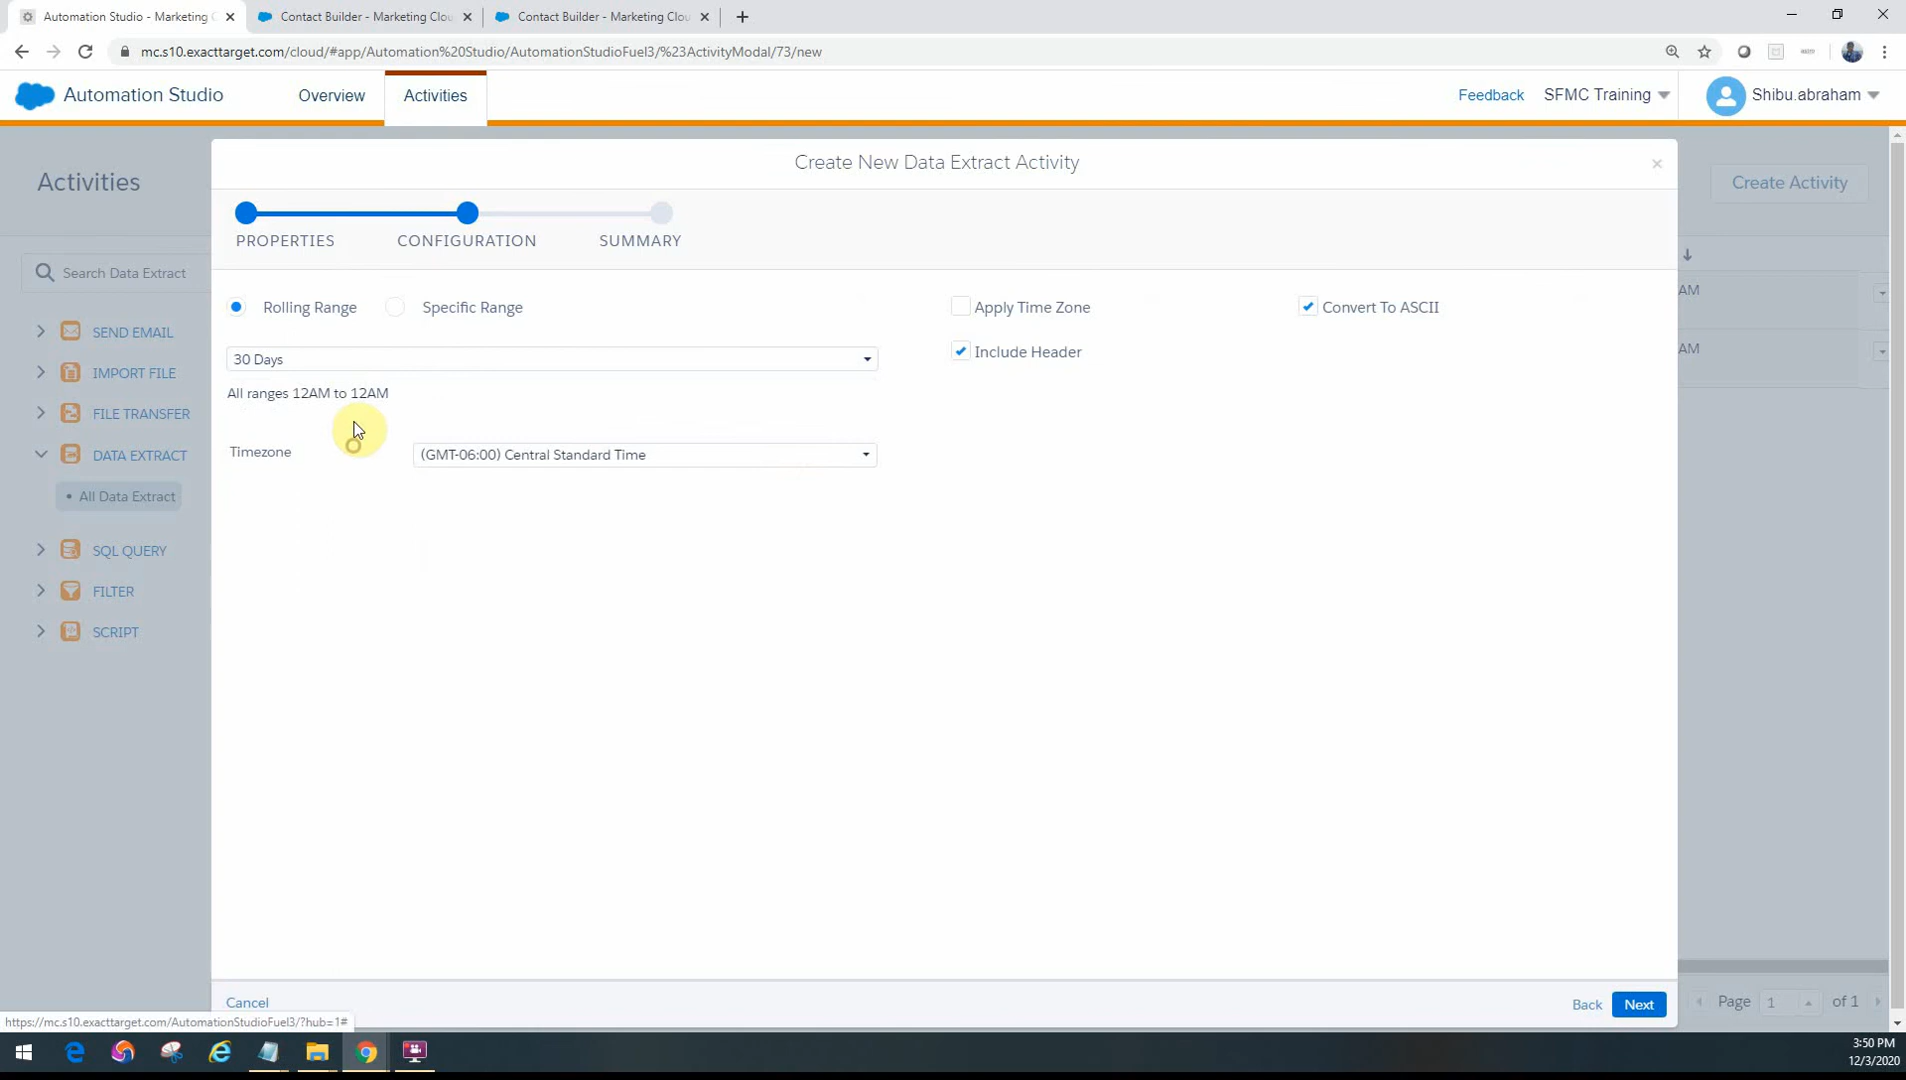 Automation Studio - Marketing C
Contact Builder - Marketing Clou
Contact Builder - Marketing Clou
mc.s10.exacttarget.com/cloud/#app/Automation%20Studio/AutomationStudioFuel3/%23ActivityModal/73/new
Automation Studio
Overview
Activities
Feedback
SFMC Training
Shibu.abraham
Activities
Create New Data Extract Activity
Create Activity
PROPERTIES
CONFIGURATION
SUMMARY
Search Data Extract
SEND EMAIL
IMPORT FILE
FILE TRANSFER
DATA EXTRACT
All Data Extract
SQL QUERY
FILTER
SCRIPT
Rolling Range
Specific Range
30 Days
All ranges 12AM to 12AM
Timezone
(GMT-06:00) Central Standard Time
Apply Time Zone
Convert To ASCII
Include Header
AM
AM
Cancel
Back
Next
Page 1 of 1
https://mc.s10.exacttarget.com/AutomationStudioFuel3/?hub=1#
3:50 PM
12/3/2020